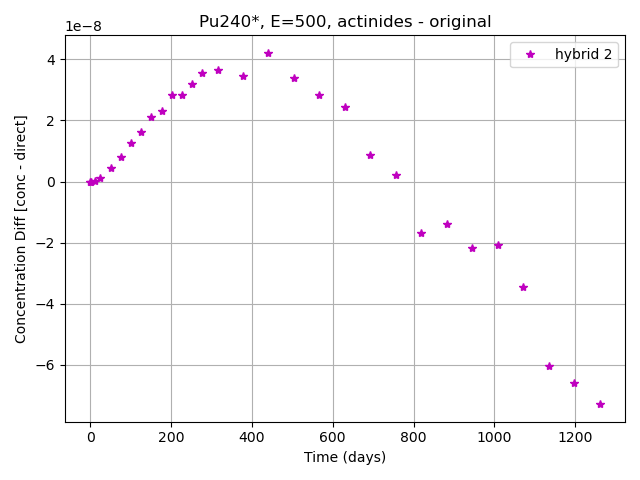 Pu240*, E=500, actinides - original
1e−8
hybrid 2
4
2
0
−2
−4
−6
Concentration Diff [conc - direct]
0 200 400 600 800 1000 1200
Time (days)